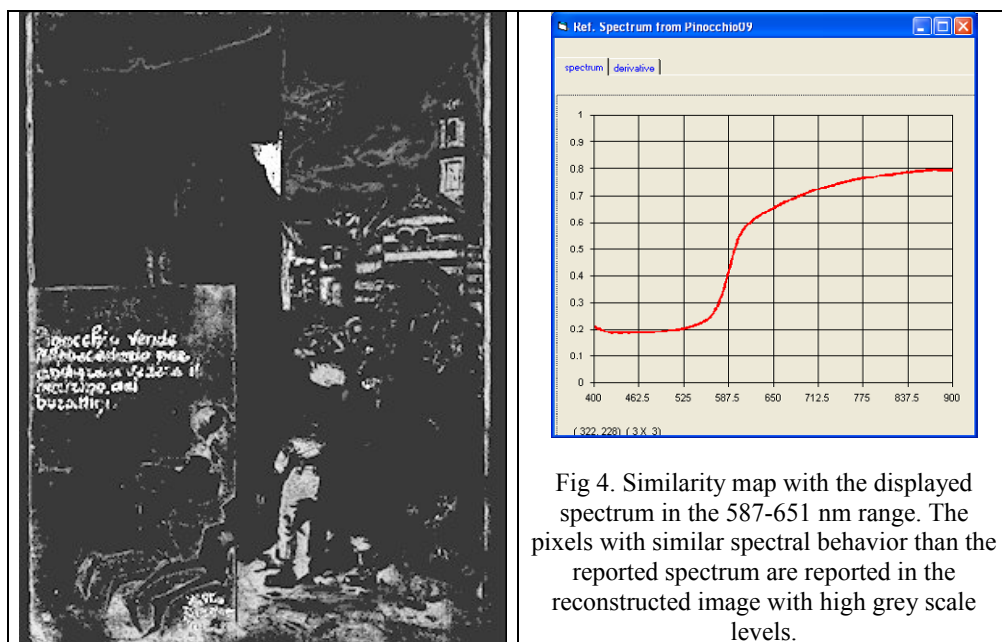 Ref. Spectrum from Pinocchio09
spectrum
derivative
1
0.9
0.8
0.7
0.6
0.5
0.4
0.3
0.2
0.1
0
400
462.5
525
587.5
650
712.5
775
837.5
900
( 322, 228) ( 3 X 3)
vende
vedere il
burattini.
Fig 4. Similarity map with the displayed
spectrum in the 587-651 nm range. The
pixels with similar spectral behavior than the
reported spectrum are reported in the
reconstructed image with high grey scale
levels.